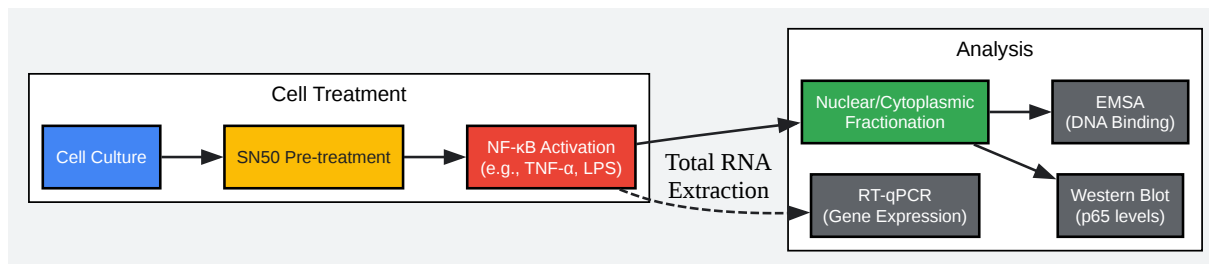 Cell Treatment
Cell Culture
SN50 Pre-treatment
NF-κB Activation
(e.g., TNF-α, LPS)
Total RNA
Extraction
Analysis
Nuclear/Cytoplasmic
Fractionation
EMSA
(DNA Binding)
RT-qPCR
(Gene Expression)
Western Blot
(p65 levels)